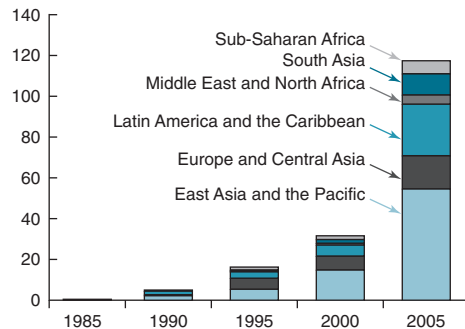 140
120
100
80
60
40
20
0
Sub-Saharan Africa
South Asia
Middle East and North Africa
Latin America and the Caribbean
Europe and Central Asia
East Asia and the Pacific
1985 1990 1995 2000 2005